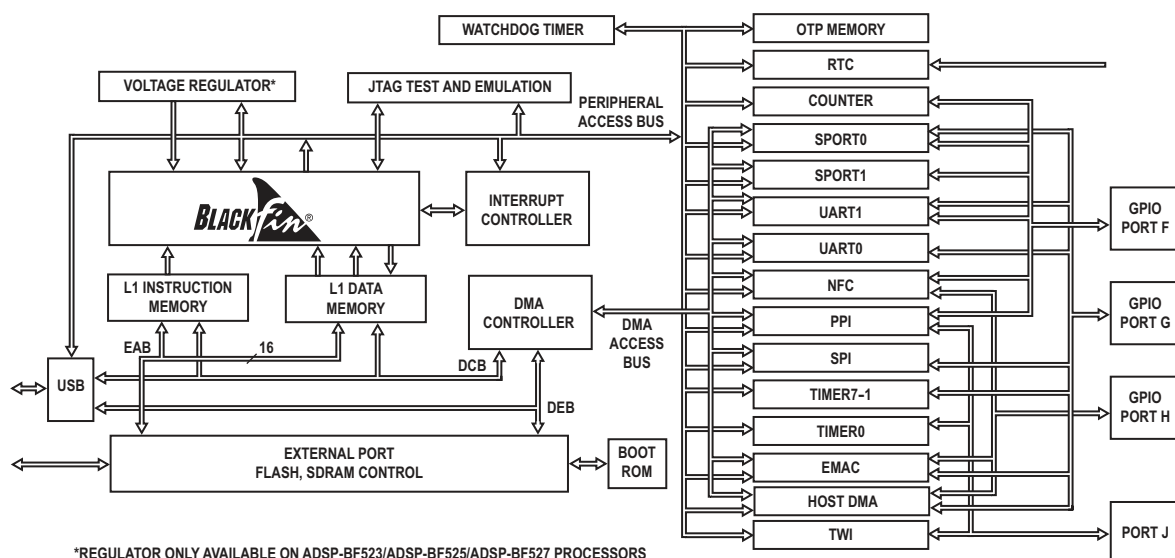 WATCHDOG TIMER
OTP MEMORY
RTC
VOLTAGE REGULATOR*
JTAG TEST AND EMULATION
COUNTER
PERIPHERAL
ACCESS BUS
SPORT0
SPORT1
BLACKfin®
INTERRUPT
CONTROLLER
UART1
GPIO
PORT F
UART0
L1 INSTRUCTION
MEMORY
L1 DATA
MEMORY
DMA
CONTROLLER
NFC
GPIO
PORT G
PPI
DMA
ACCESS
BUS
EAB
16
DCB
SPI
USB
TIMER7–1
GPIO
PORT H
DEB
TIMER0
EXTERNAL PORT
FLASH, SDRAM CONTROL
BOOT
ROM
EMAC
HOST DMA
TWI
PORT J
*REGULATOR ONLY AVAILABLE ON ADSP-BF523/ADSP-BF525/ADSP-BF527 PROCESSORS